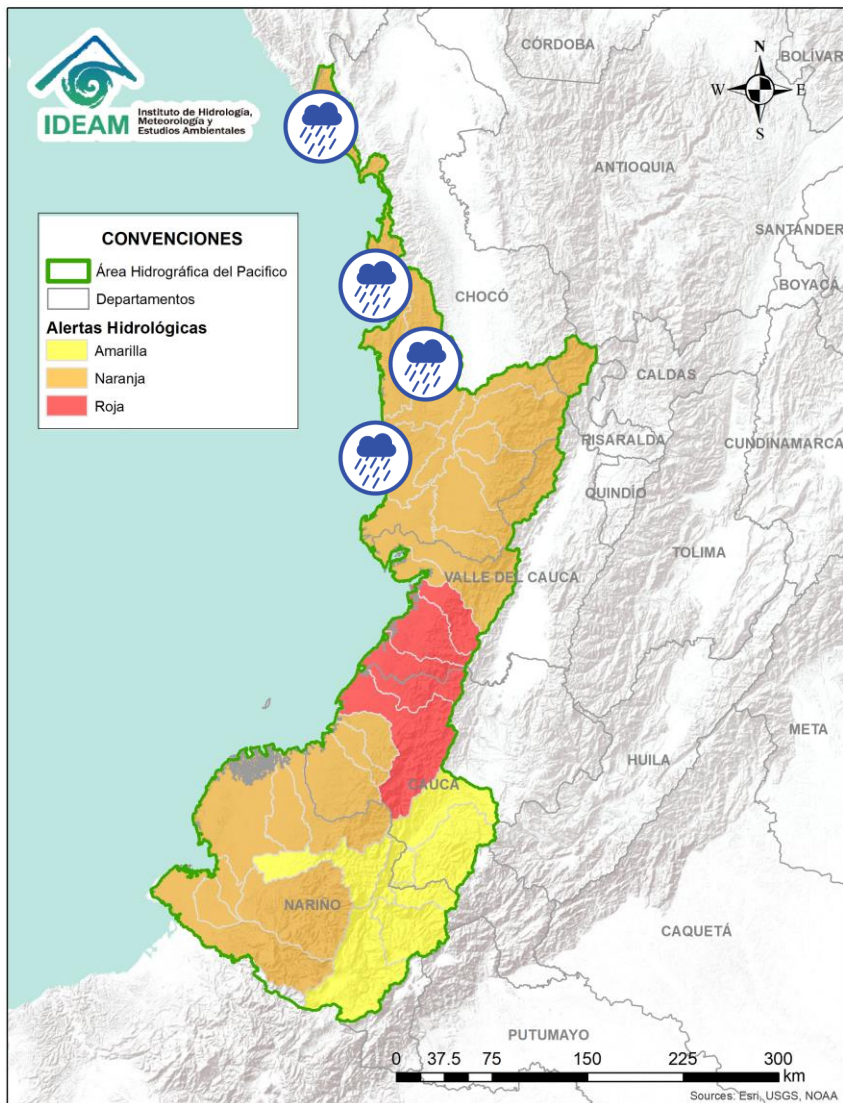 IDEAM
Instituto de Hidrología,
Meteorología y
Estudios Ambientales
CÓRDOBA
BOLÍVAR
N
W
E
S
ANTIOQUIA
SANTANDER
BOYACÁ
CONVENCIONES
Área Hidrográfica del Pacifico
Departamentos
Alertas Hidrológicas
Amarilla
Naranja
Roja
CHOCÓ
CALDAS
RISARALDA
CUNDINAMARCA
QUINDÍO
TOLIMA
VALLE DEL CAUCA
META
HUILA
CAUCA
NARIÑO
CAQUETÁ
PUTUMAYO
0 37.5 75 150 225 300
km
Sources: Esri, USGS, NOAA